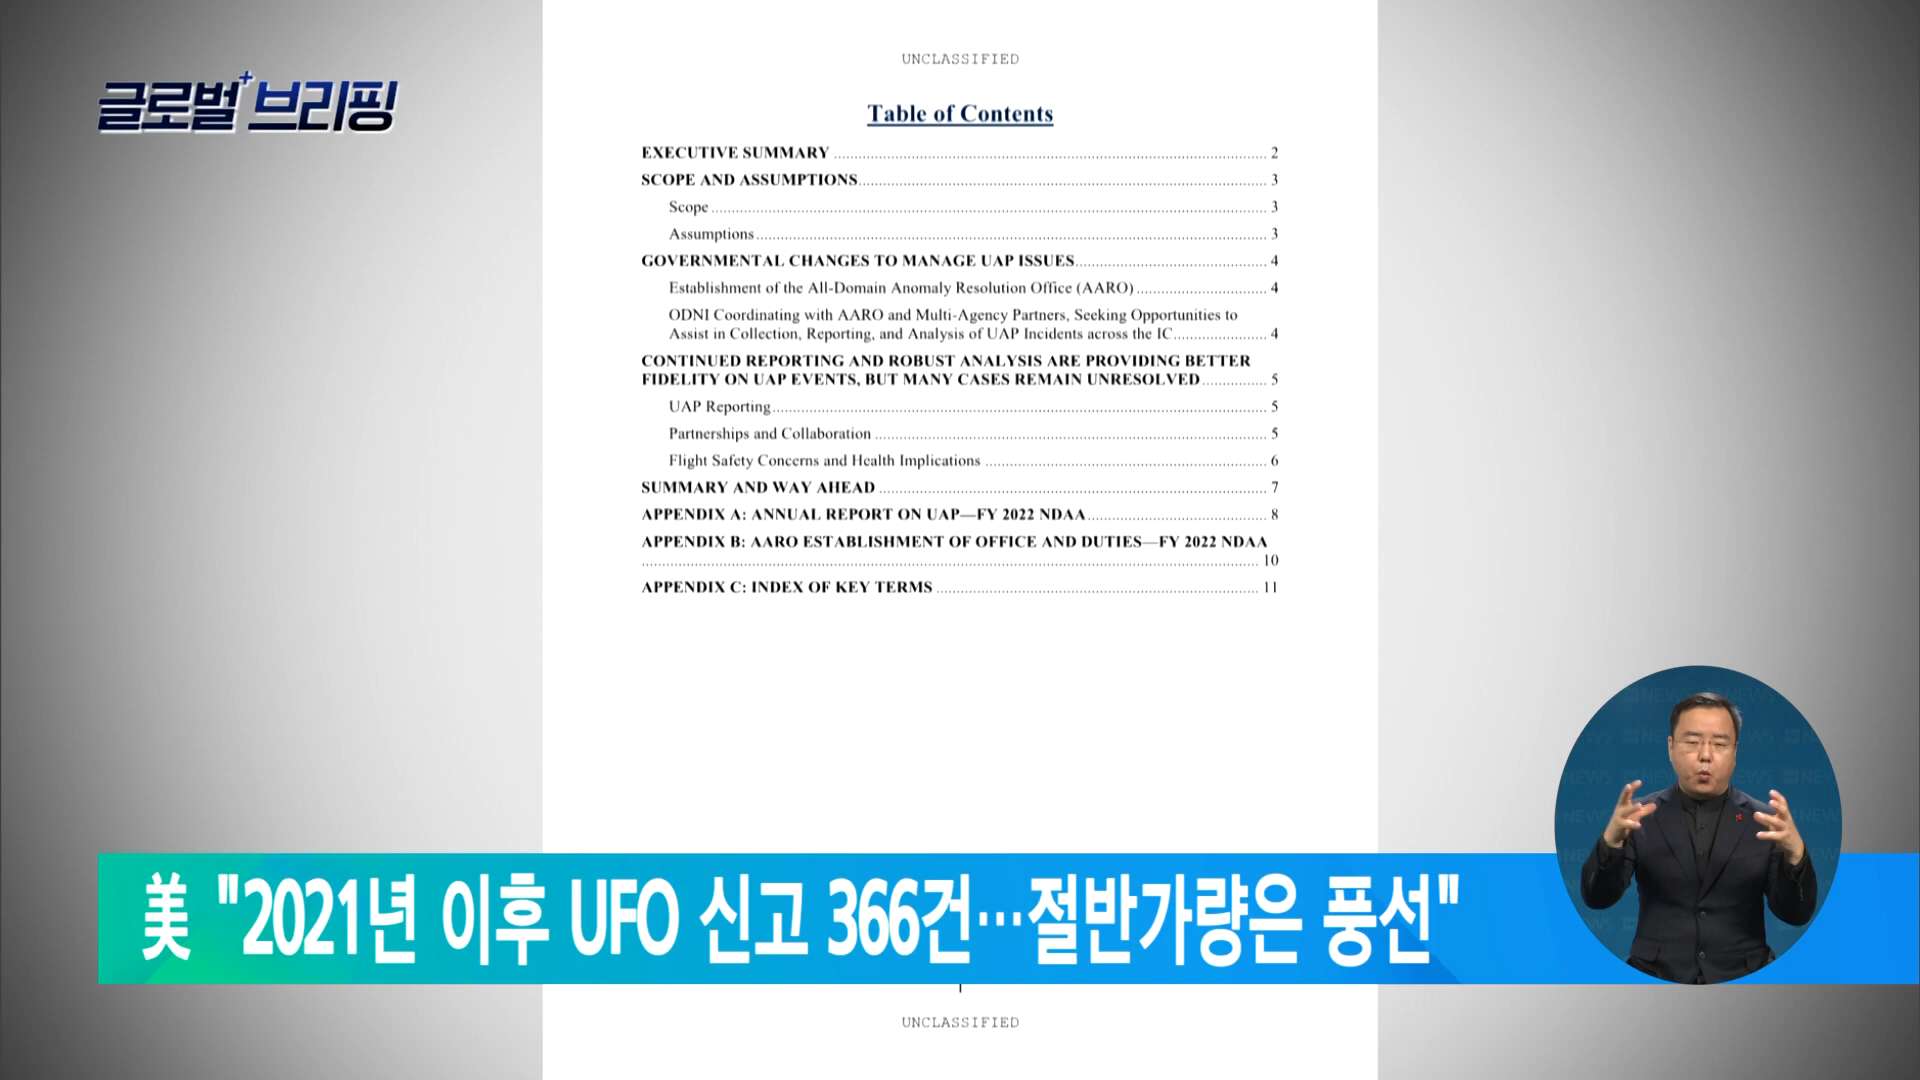 글로벌+브리핑
UNCLASSIFIED
Table of Contents
EXECUTIVE SUMMARY ........ 2
SCOPE AND ASSUMPTIONS ........ 3
Scope ........ 3
Assumptions ........ 3
GOVERNMENTAL CHANGES TO MANAGE UAP ISSUES ........ 4
Establishment of the All-Domain Anomaly Resolution Office (AARO) ........ 4
ODNI Coordinating with AARO and Multi-Agency Partners, Seeking Opportunities to
Assist in Collection, Reporting, and Analysis of UAP Incidents across the IC ........ 4
CONTINUED REPORTING AND ROBUST ANALYSIS ARE PROVIDING BETTER
FIDELITY ON UAP EVENTS, BUT MANY CASES REMAIN UNRESOLVED ........ 5
UAP Reporting ........ 5
Partnerships and Collaboration ........ 5
Flight Safety Concerns and Health Implications ........ 6
SUMMARY AND WAY AHEAD ........ 7
APPENDIX A: ANNUAL REPORT ON UAP—FY 2022 NDAA ........ 8
APPENDIX B: AARO ESTABLISHMENT OF OFFICE AND DUTIES—FY 2022 NDAA
........ 10
APPENDIX C: INDEX OF KEY TERMS ........ 11
美 "2021년 이후 UFO 신고 366건…절반가량은 풍선"
UNCLASSIFIED